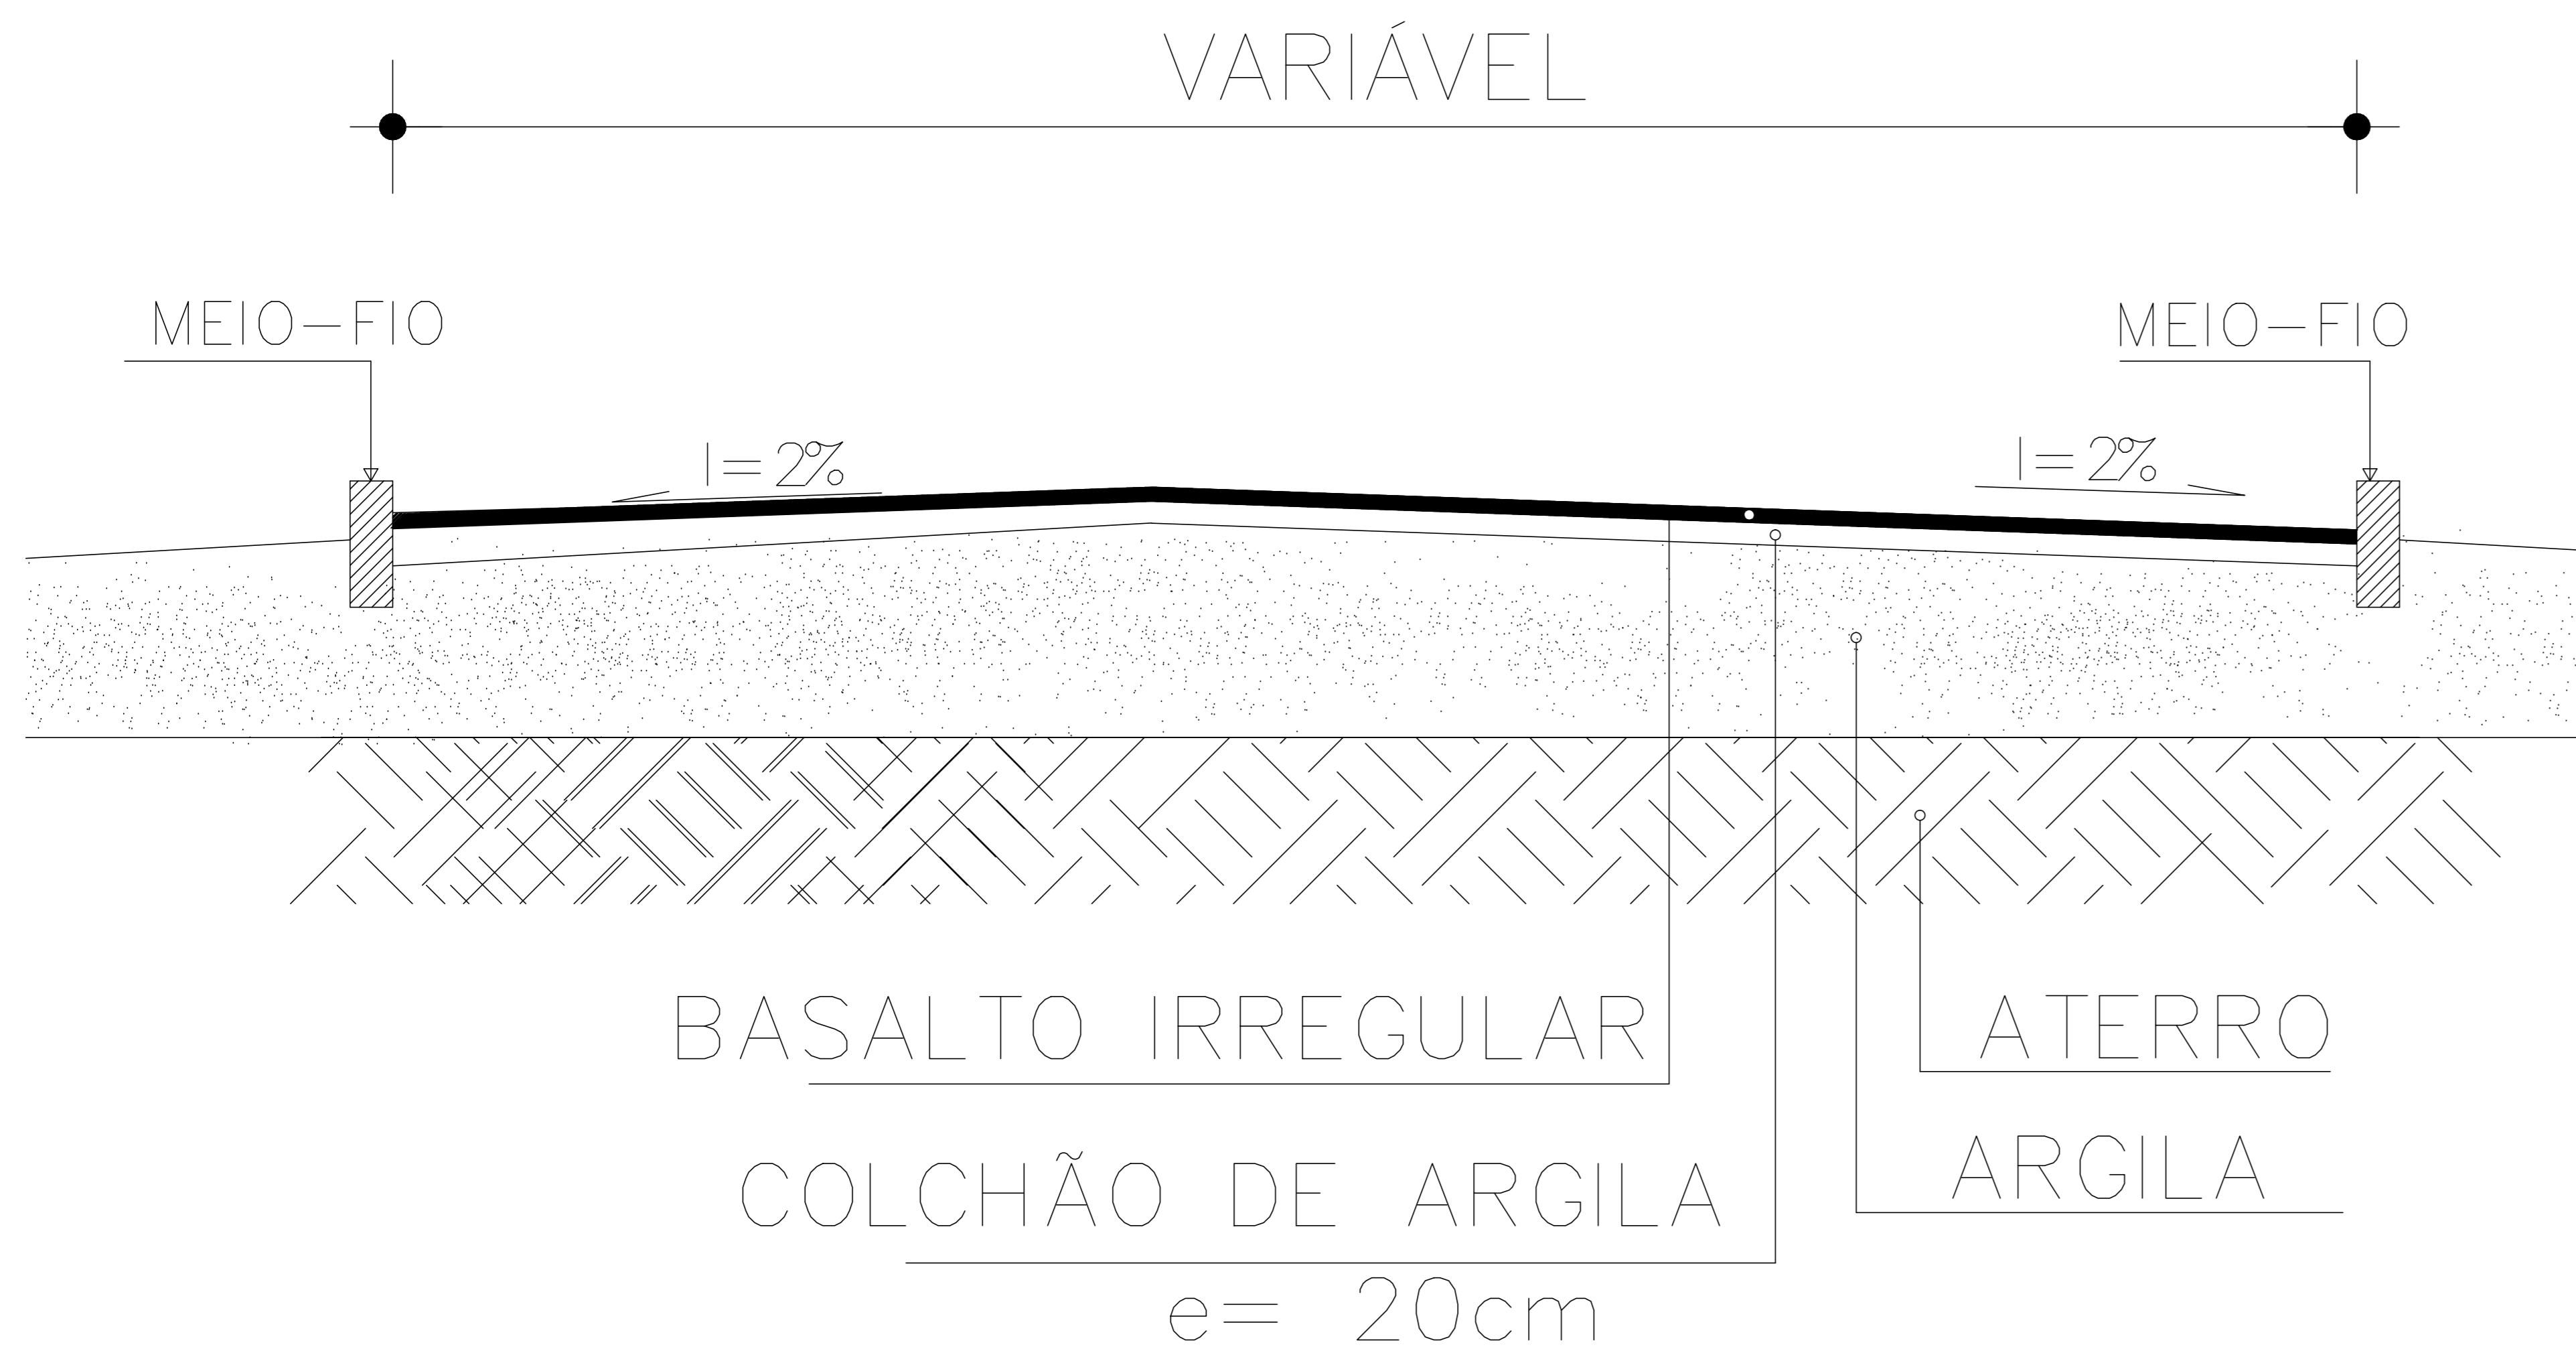 VARIÁVEL
MEIO-FIO
MEIO-FIO
I=2%
I=2%
BASALTO IRREGULAR
ATERRO
COLCHÃO DE ARGILA
ARGILA
e= 20cm